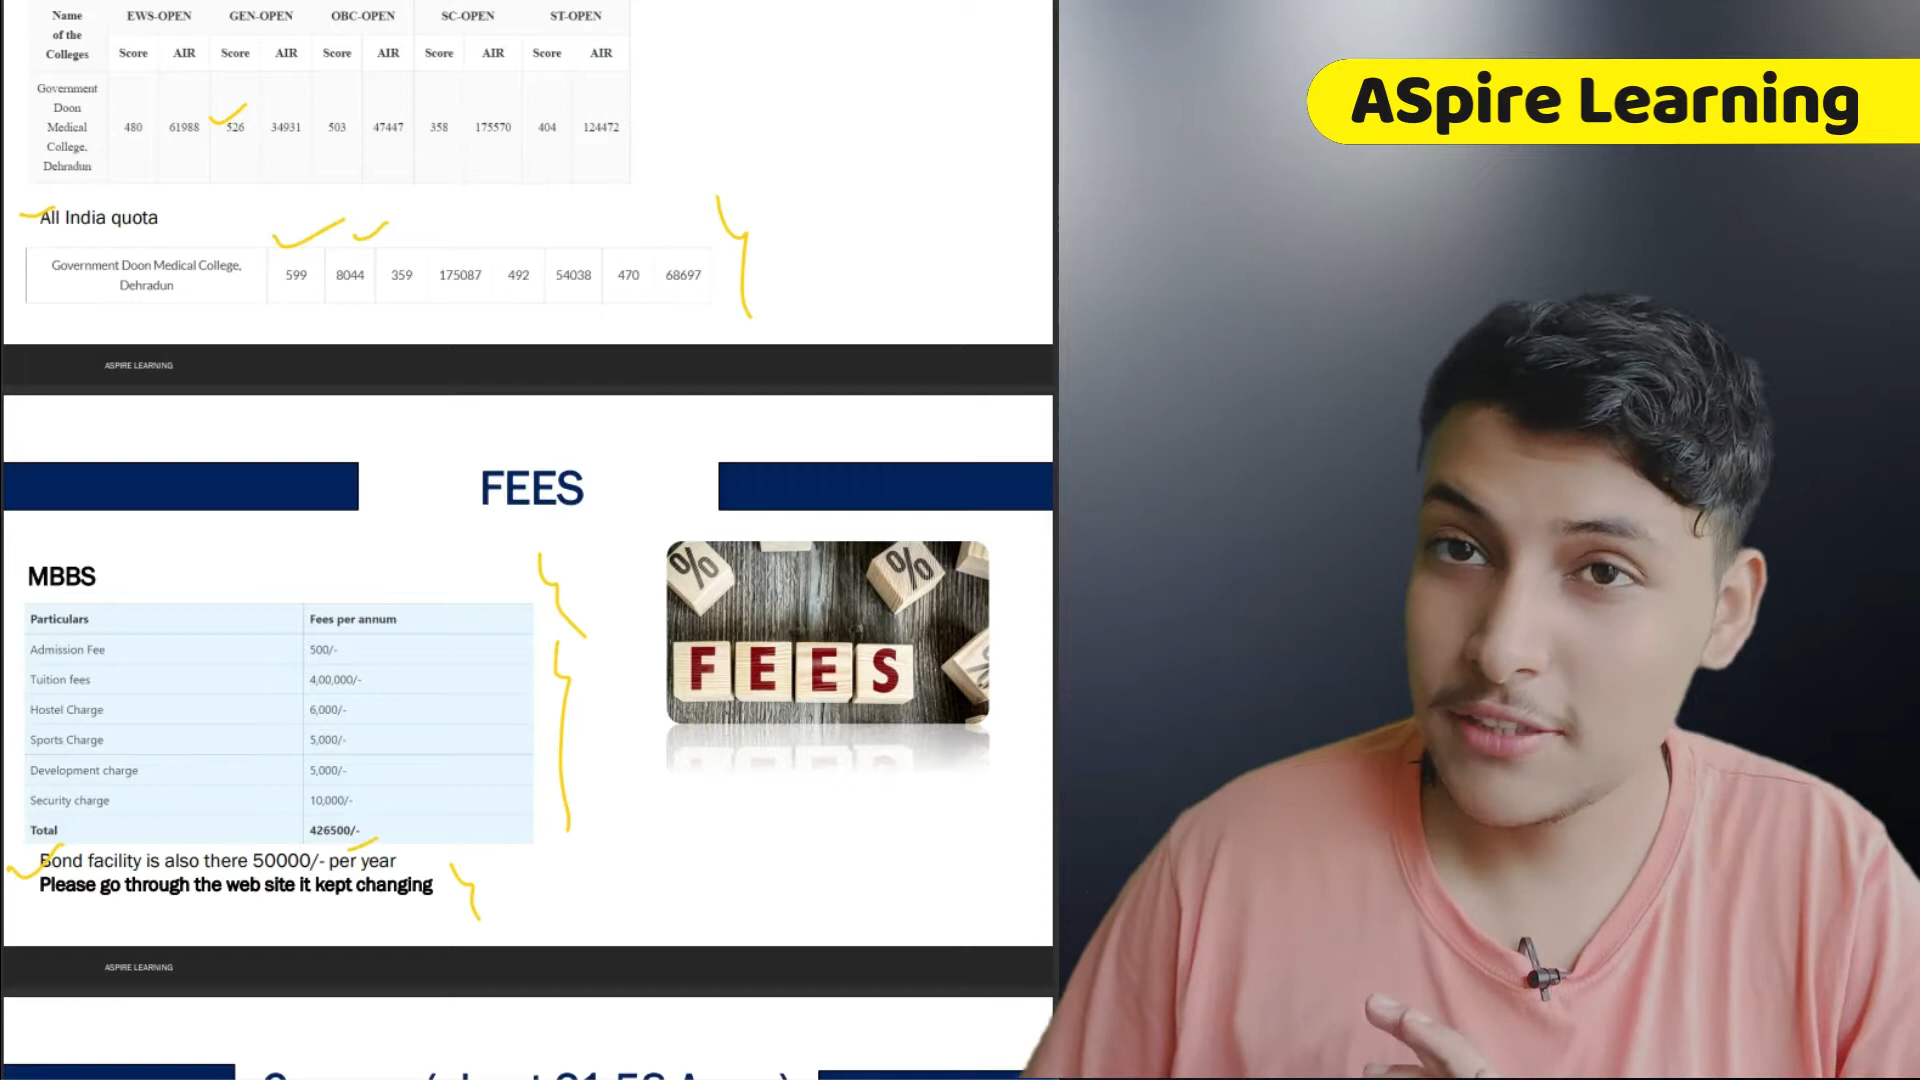 Name of the Colleges EWS-OPEN GEN-OPEN OBC-OPEN SC-OPEN ST-OPEN
Score AIR Score AIR Score AIR Score AIR Score AIR
Government Doon Medical College, Dehradun 480 61988 526 34931 503 47447 358 175570 404 124472
All India quota
Government Doon Medical College, Dehradun 599 8044 359 175087 492 54038 470 68697
ASPIRE LEARNING
FEES
MBBS
Particulars Fees per annum
Admission Fee 500/-
Tuition fees 4,00,000/-
Hostel Charge 6,000/-
Sports Charge 5,000/-
Development charge 5,000/-
Security charge 10,000/-
Total 426500/-
Bond facility is also there 50000/- per year
Please go through the web site it kept changing
% %
FEES
ASPIRE LEARNING
ASpire Learning